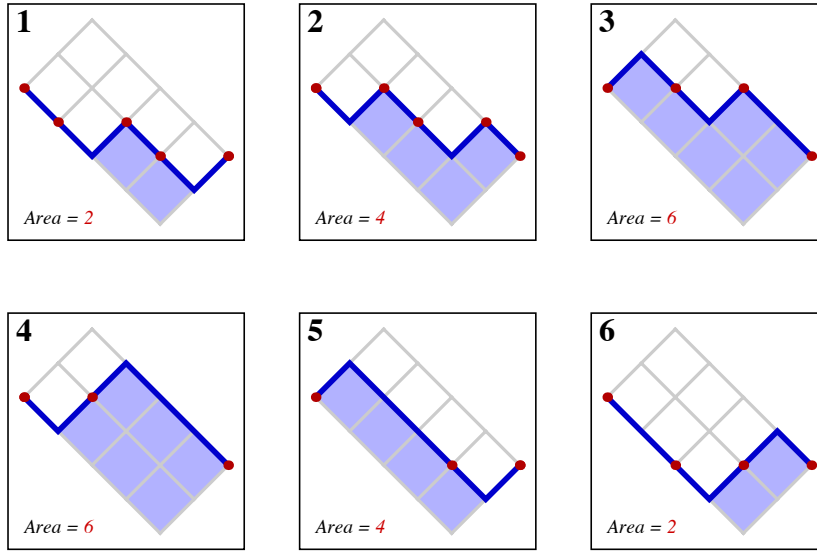 1
Area = 2
2
Area = 4
3
Area = 6
4
Area = 6
5
Area = 4
6
Area = 2